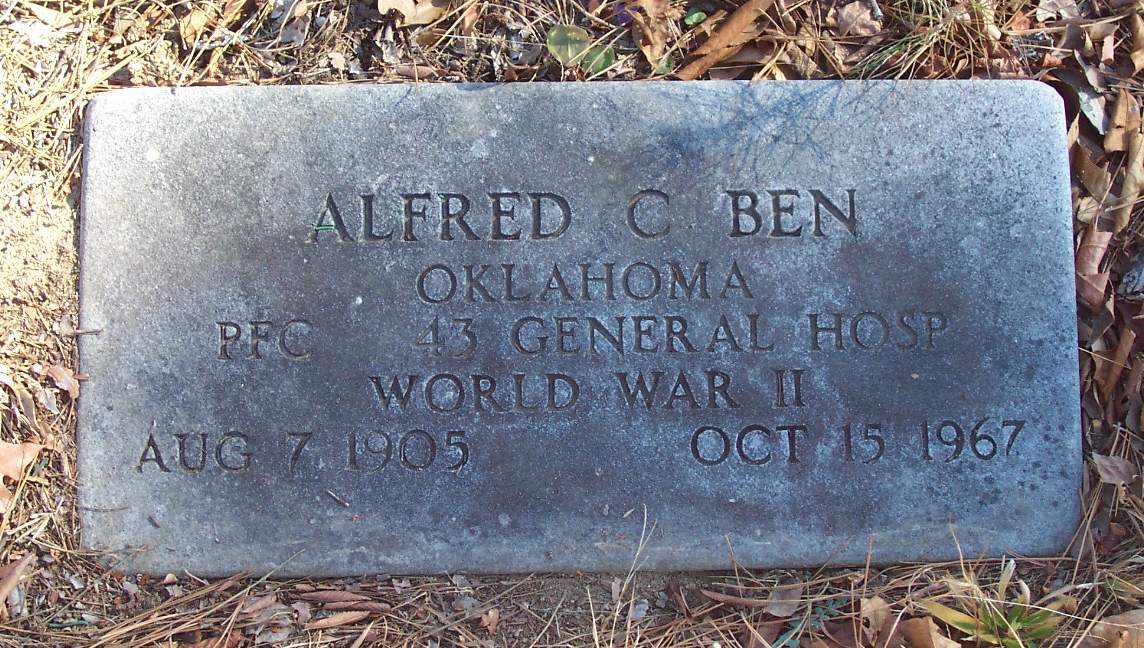 ALFRED C BEN
OKLAHOMA
PFC 43 GENERAL HOSP
WORLD WAR II
AUG 7 1905 OCT 15 1967